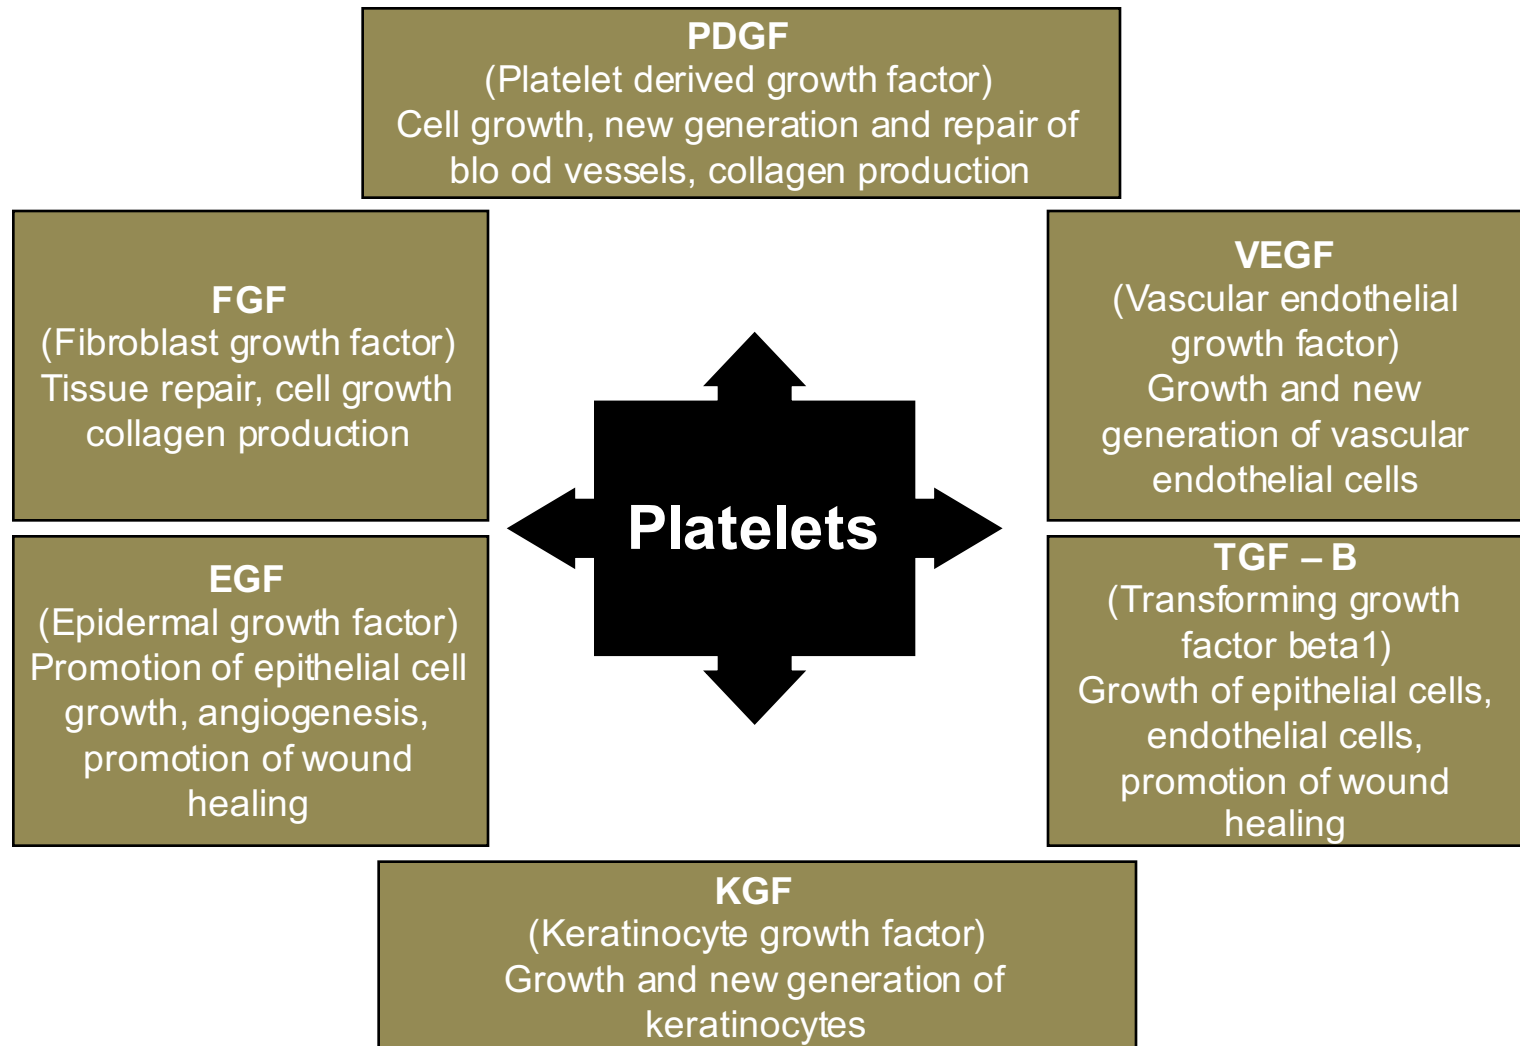 PDGF
(Platelet derived growth factor)
Cell growth, new generation and repair of
blo od vessels, collagen production
FGF
(Fibroblast growth factor)
Tissue repair, cell growth
collagen production
VEGF
(Vascular endothelial
growth factor)
Growth and new
generation of vascular
endothelial cells
Platelets
EGF
(Epidermal growth factor)
Promotion of epithelial cell
growth, angiogenesis,
promotion of wound
healing
TGF – B
(Transforming growth
factor beta1)
Growth of epithelial cells,
endothelial cells,
promotion of wound
healing
KGF
(Keratinocyte growth factor)
Growth and new generation of
keratinocytes